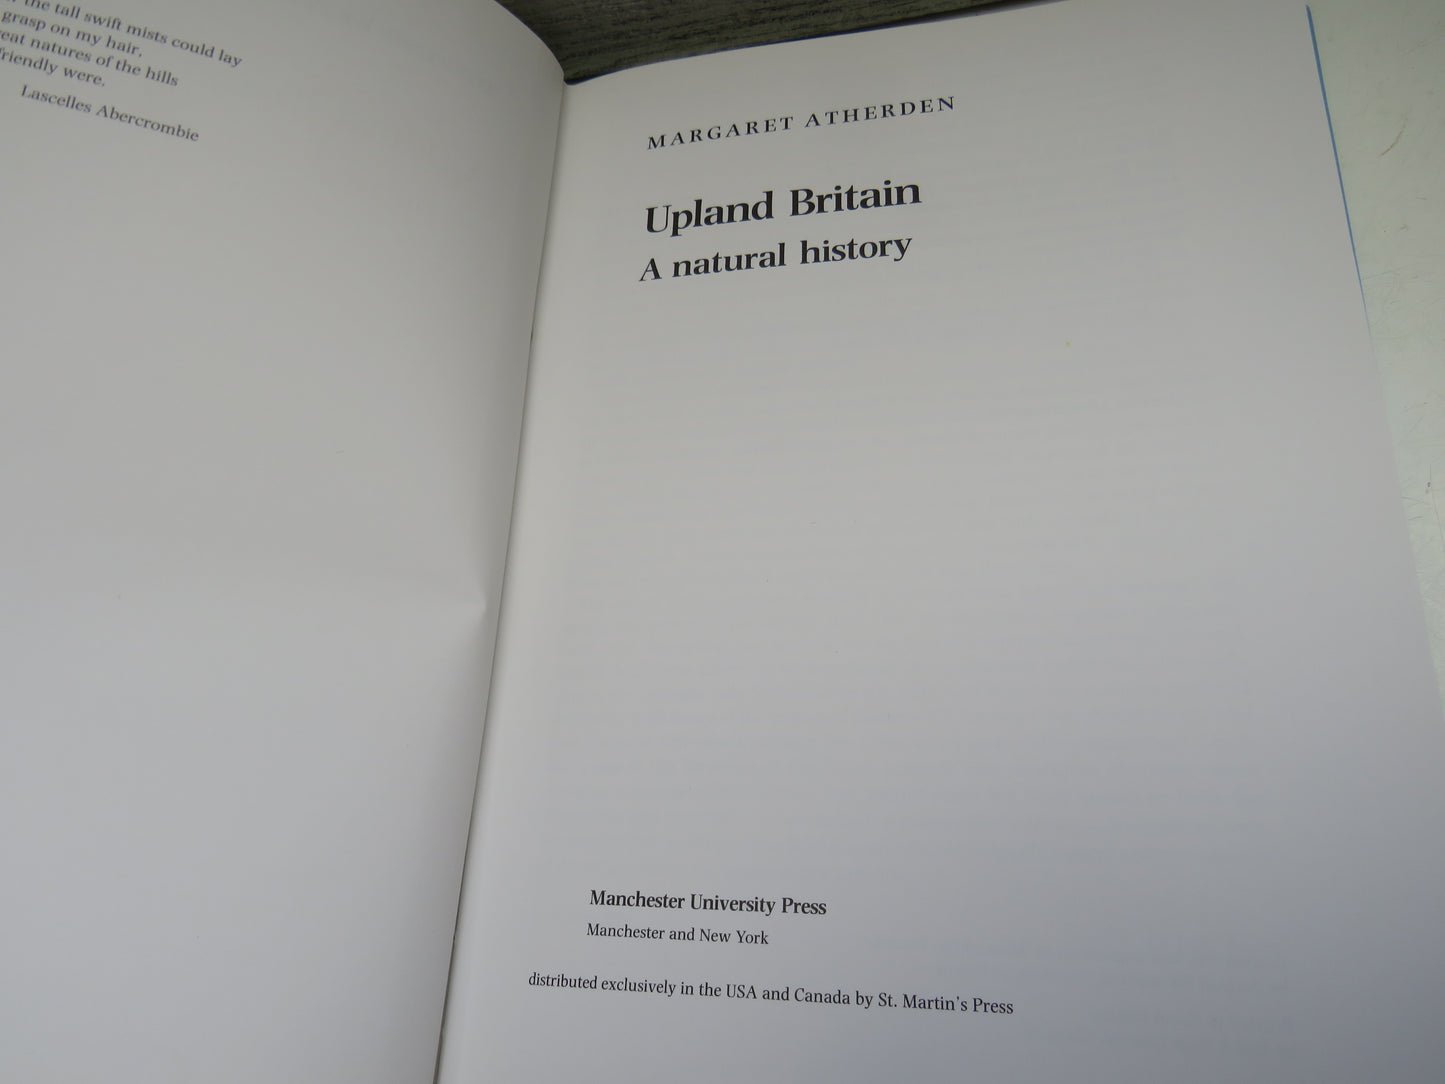 the tall swift mists could lay
grasp on my hair,
natures of the hills
friendly were.
Lascelles Abercrombie
MARGARET ATHERDEN
Upland Britain
A natural history
Manchester University Press
Manchester and New York
distributed exclusively in the USA and Canada by St. Martin's Press